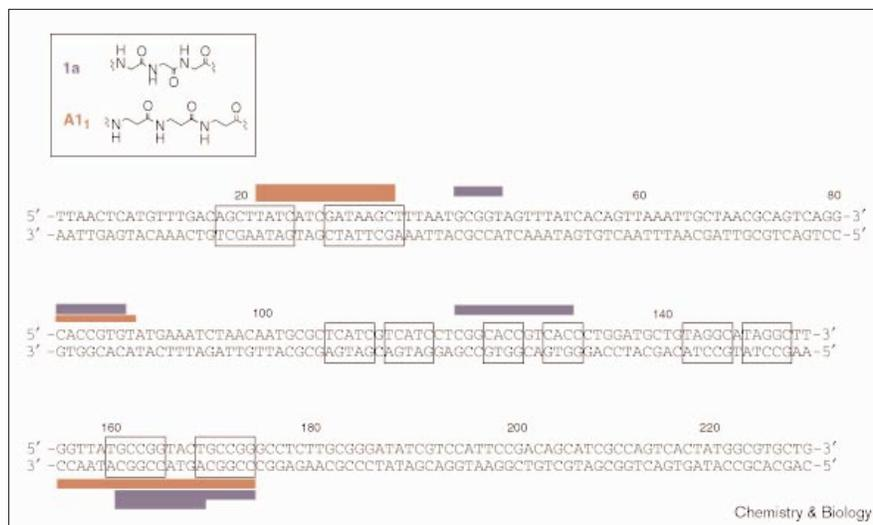 H O H O
1a N N
N O
H
O O O
A1₁ N N N
H H H
20 60 80
5′ -TTAACTCATGTTTGACAGCTTATCATCGATAAGCTTTAATGCGGTAGTTTATCACAGTTAAATTGCTAACGCAGTCAGG-3′
3′ -AATTGAGTACAAACTGTCGAATAGTAGCTATTCGAAATTACGCCATCAAATAGTGTCAATTTAACGATTGCGTCAGTCC-5′
100 140
5′ -CACCGTGTATGAAATCTAACAATGCGCTCATCGTCATCCTCGGCACCGTCACCCTGGATGCTGTAGGCATAGGCTT-3′
3′ -GTGGCACATACTTTAGATTGTTACGCGAGTAGCAGTAGGAGCCGTGGCAGTGGGACCTACGACATCCGTATCCGAA-5′
160 180 200 220
5′ -GGTTATGCCGGTACTGCCGGGCCTCTTGCGGGATATCGTCCATTCCGACAGCATCGCCAGTCACTATGGCGTGCTG-3′
3′ -CCAATACGGCCATGACGGCCCGGAGAACGCCCTATAGCAGGTAAGGCTGTCGTAGCGGTCAGTGATACCGCACGAC-5′
Chemistry & Biology